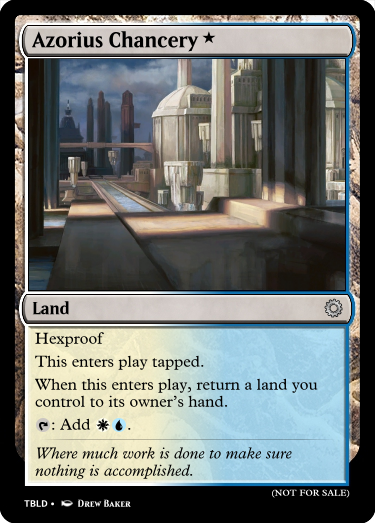 Azorius Chancery ★
Land
Hexproof
This enters play tapped.
When this enters play, return a land you
control to its owner's hand.
: Add .
Where much work is done to make sure
nothing is accomplished.
(NOT FOR SALE)
TBLD • Drew Baker